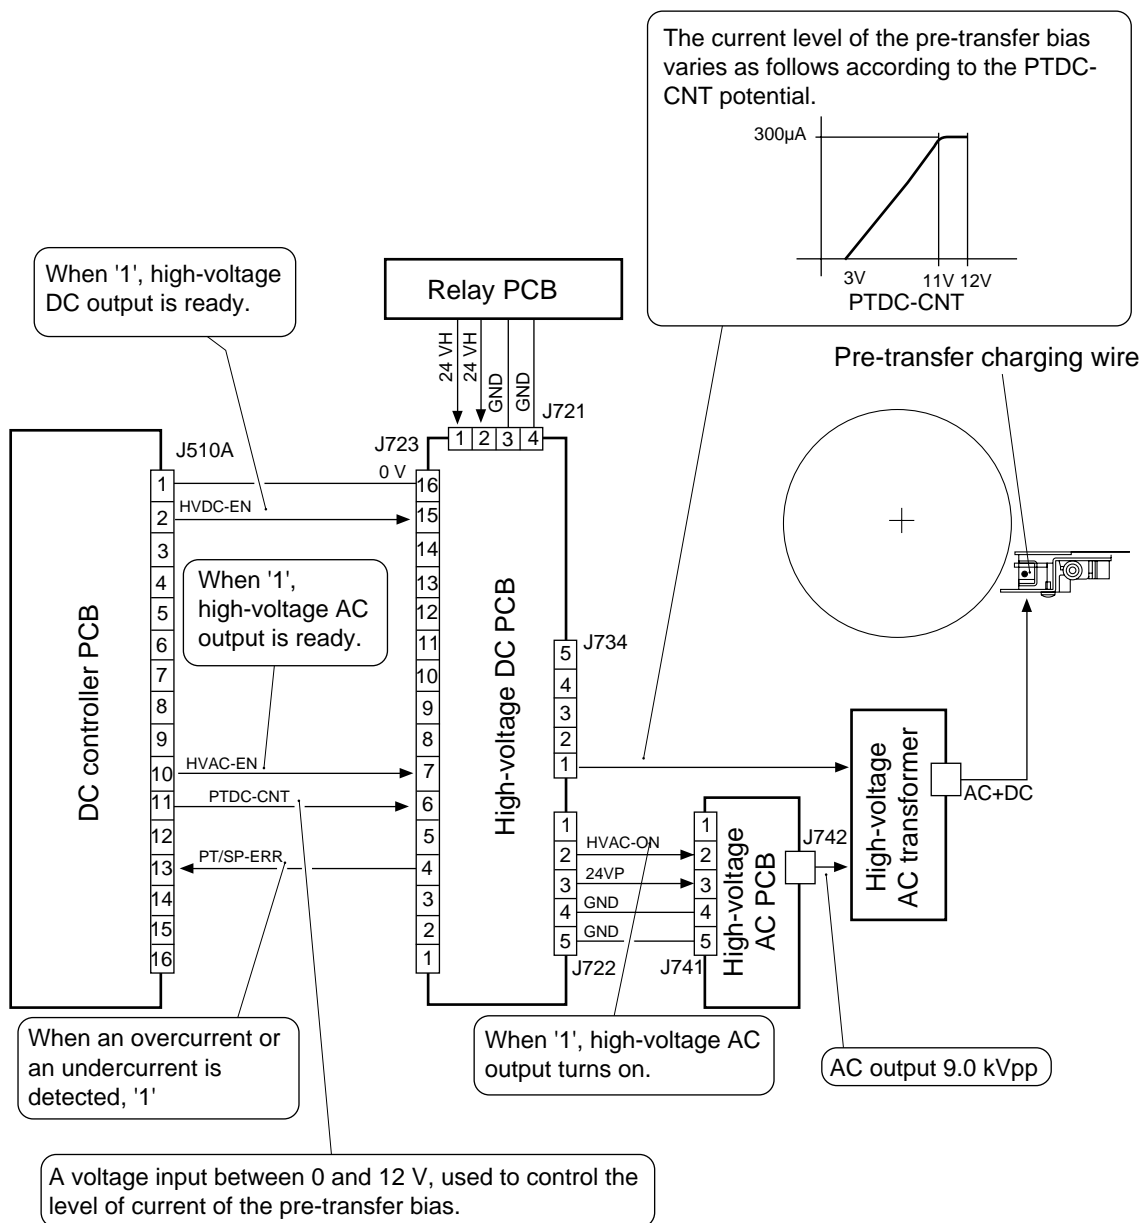 The current level of the pre-transfer bias
varies as follows according to the PTDC-
CNT potential.
300µA
3V
11V
12V
PTDC-CNT
When '1', high-voltage
DC output is ready.
Relay PCB
24 VH
24 VH
GND
GND
J721
1 2 3 4
Pre-transfer charging wire
J510A
J723
0 V
HVDC-EN
When '1',
high-voltage AC
output is ready.
DC controller PCB
1
2
3
4
5
6
7
8
9
10
11
12
13
14
15
16
HVAC-EN
PTDC-CNT
PT/SP-ERR
16
15
14
13
12
11
10
9
8
7
6
5
4
3
2
1
High-voltage DC PCB
J734
5
4
3
2
1
1
2
3
4
5
J722
HVAC-ON
24VP
GND
GND
1
2
3
4
5
J741
High-voltage
AC PCB
J742
High-voltage
AC transformer
AC+DC
When an overcurrent or
an undercurrent is
detected, '1'
When '1', high-voltage AC
output turns on.
AC output 9.0 kVpp
A voltage input between 0 and 12 V, used to control the
level of current of the pre-transfer bias.